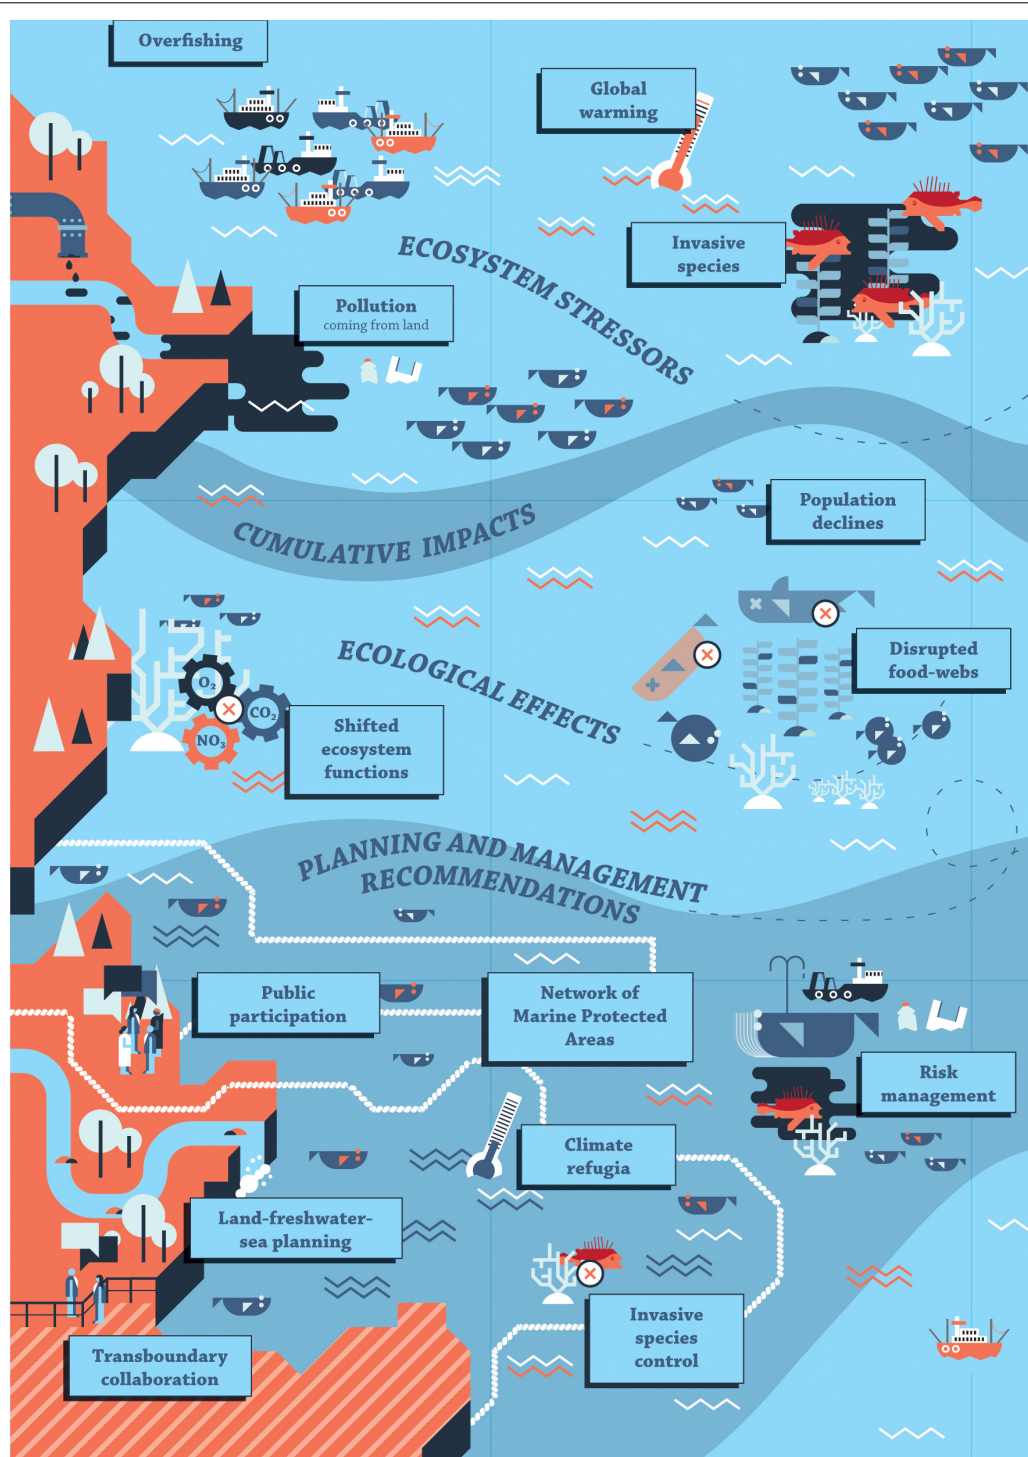 Overfishing
Global
warming
ECOSYSTEM STRESSORS
Invasive
species
Pollution
coming from land
CUMULATIVE IMPACTS
Population
declines
ECOLOGICAL EFFECTS
Disrupted
food-webs
O₂
CO₂
NO₃
Shifted
ecosystem
functions
PLANNING AND MANAGEMENT
RECOMMENDATIONS
Public
participation
Network of
Marine Protected
Areas
Risk
management
Climate
refugia
Land-freshwater-
sea planning
Invasive
species
control
Transboundary
collaboration